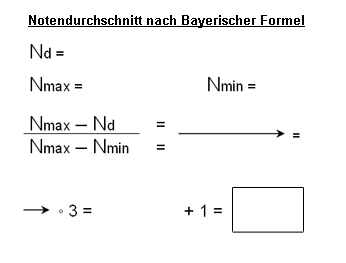 Notendurchschnitt nach Bayerischer Formel
Nd =
Nmax = Nmin =
Nmax – Nd = =
Nmax – Nmin =
→ ∘ 3 = + 1 =